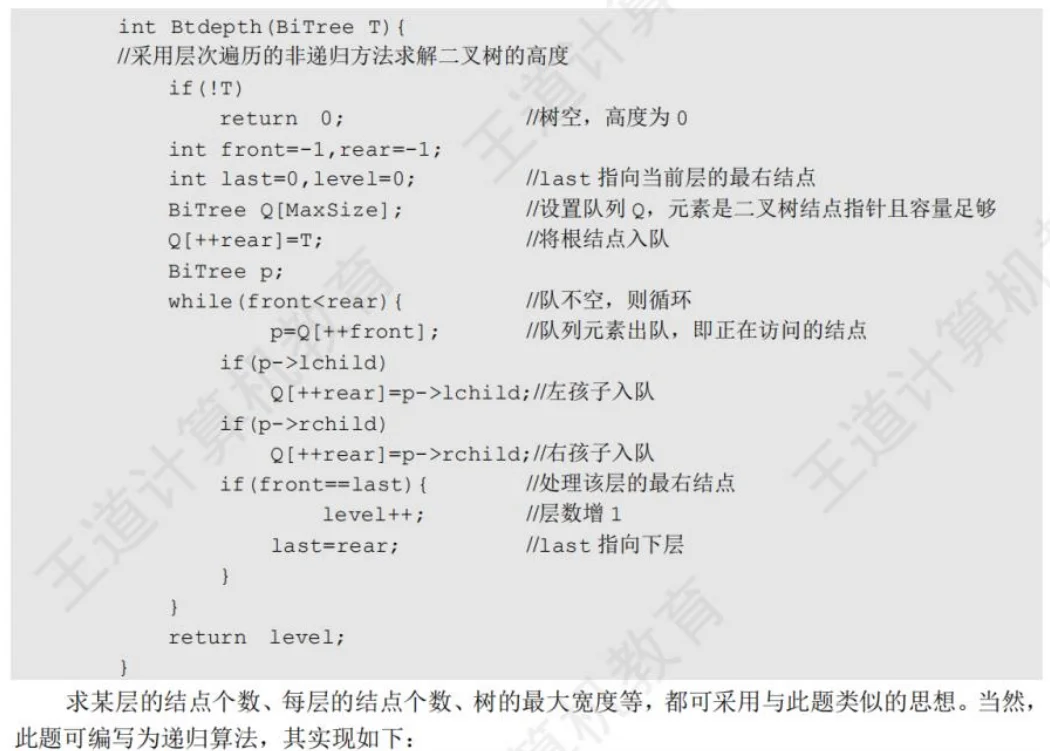 int Btdepth(BiTree T){
//采用层次遍历的非递归方法求解二叉树的高度
if(!T)
return 0; //树空，高度为 0
int front=-1,rear=-1;
int last=0,level=0; //last 指向当前层的最右结点
BiTree Q[MaxSize]; //设置队列 Q，元素是二叉树结点指针且容量足够
Q[++rear]=T; //将根结点入队
BiTree p;
while(front<rear){ //队不空，则循环
p=Q[++front]; //队列元素出队，即正在访问的结点
if(p->lchild)
Q[++rear]=p->lchild;//左孩子入队
if(p->rchild)
Q[++rear]=p->rchild;//右孩子入队
if(front==last){ //处理该层的最右结点
level++; //层数增 1
last=rear; //last 指向下层
}
}
return level;
}
求某层的结点个数、每层的结点个数、树的最大宽度等，都可采用与此题类似的思想。当然，
此题可编写为递归算法，其实现如下：
王道计算机教育